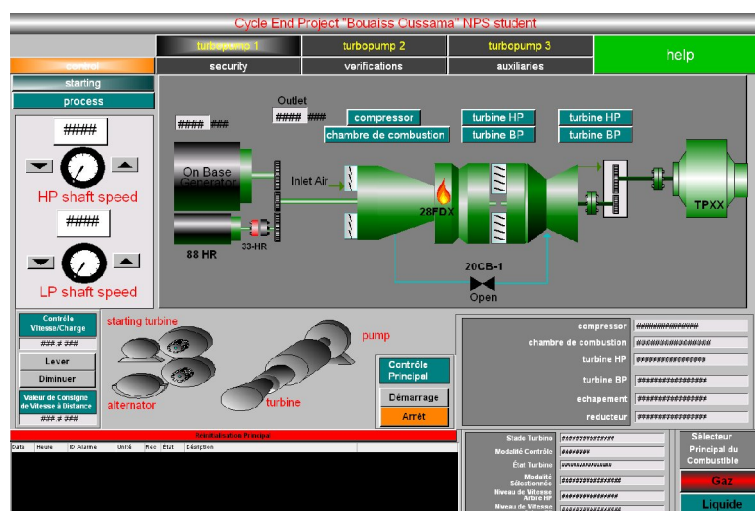 Cycle End Project "Bouaiss Oussama" NPS student
turbopump 1
turbopump 2
turbopump 3
help
control
security
verifications
auxiliaries
starting
process
####
HP shaft speed
####
LP shaft speed
Outlet
#### ###
#### ###
compressor
turbine HP
turbine HP
chambre de combustion
turbine BP
turbine BP
On Base
Generator
Inlet Air
28FDX
TPXX
33-HR
88 HR
20CB-1
Open
Contrôle
Vitesse/Charge
### # ###
Lever
Diminuer
Valeur de Consigne
de Vitesse à Distance
### # ###
starting turbine
alternator
turbine
pump
Contrôle
Principal
Démarrage
Arrêt
compressor
chambre de combustion
turbine HP
turbine BP
echapement
reducteur
Réinitialisation Principal
Date Heure ID Alarme Unité Rec État
Stade Turbine
Modalité Contrôle
État Turbine
Modalité
Sélectionnée
Niveau de Vitesse
Arbre HP
Niveau de Vitesse
Sélecteur
Principal du
Combustible
Gaz
Liquide